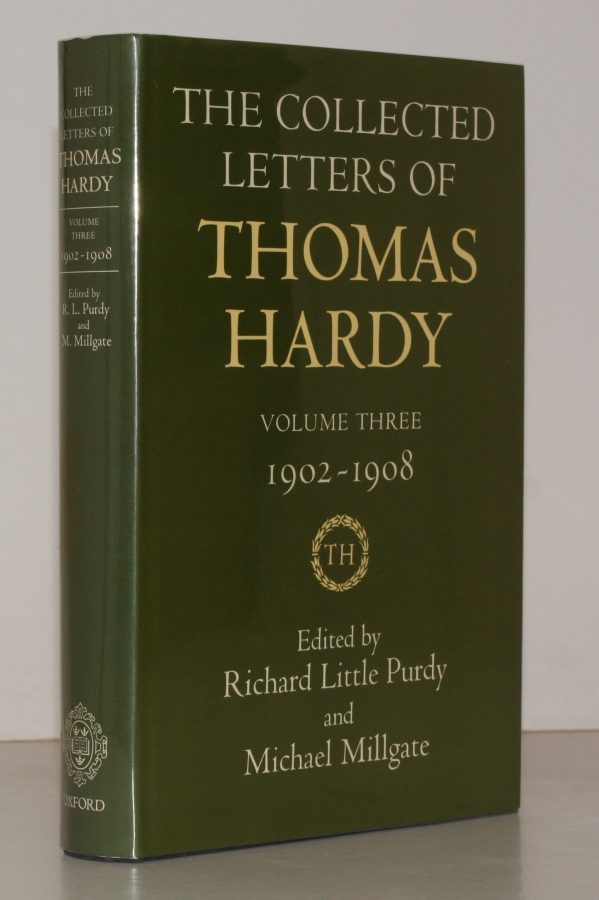 THE
COLLECTED
LETTERS OF
THOMAS
HARDY
VOLUME
THREE
1902-1908
Edited by
R. L. Purdy
and
M. Millgate
OXFORD
THE COLLECTED
LETTERS OF
THOMAS
HARDY
VOLUME THREE
1902-1908
TH
Edited by
Richard Little Purdy
and
Michael Millgate